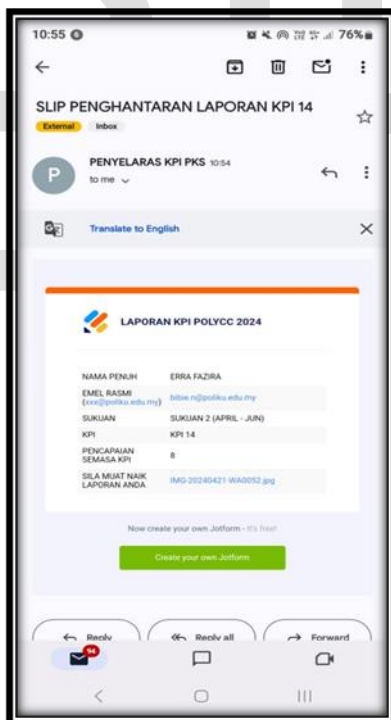 10:55
76%
SLIP PENGHANTARAN LAPORAN KPI 14
External Inbox
P
PENYELARAS KPI PKS 10:54
to me
Translate to English
LAPORAN KPI POLYCC 2024
NAMA PENUH ERRA FAZIRA
EMEL RASMI
(xxx@poliku.edu.my) bibie.n@poliku.edu.my
SUKUAN SUKUAN 2 (APRIL - JUN)
KPI KPI 14
PENCAPAIAN
SEMASA KPI 8
SILA MUAT NAIK
LAPORAN ANDA IMG-20240421-WA0052.jpg
Now create your own Jotform - It's free!
Create your own Jotform
Reply Reply all Forward
94